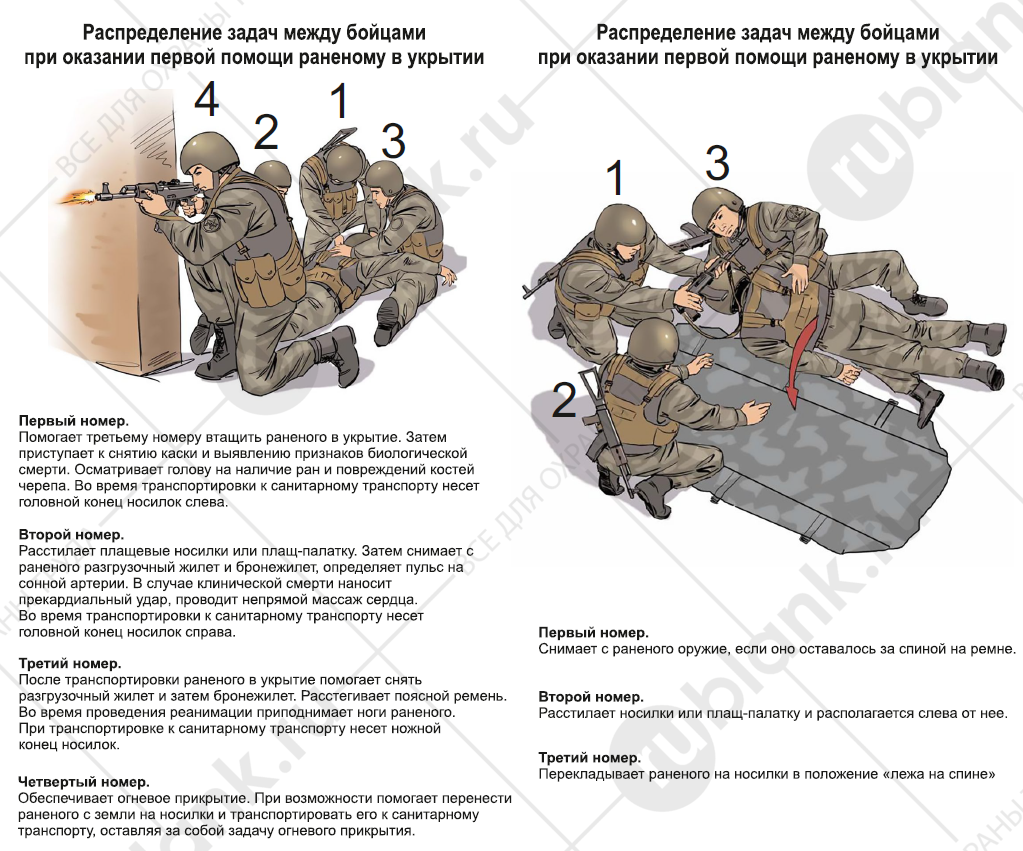 Распределение задач между бойцами
при оказании первой помощи раненому в укрытии
4
2
1
3
Первый номер.
Помогает третьему номеру втащить раненого в укрытие. Затем
приступает к снятию каски и выявлению признаков биологической
смерти. Осматривает голову на наличие ран и повреждений костей
черепа. Во время транспортировки к санитарному транспорту несет
головной конец носилок слева.
Второй номер.
Расстилает плащевые носилки или плащ-палатку. Затем снимает с
раненого разгрузочный жилет и бронежилет, определяет пульс на
сонной артерии. В случае клинической смерти наносит
прекардиальный удар, проводит непрямой массаж сердца.
Во время транспортировки к санитарному транспорту несет
головной конец носилок справа.
Третий номер.
После транспортировки раненого в укрытие помогает снять
разгрузочный жилет и затем бронежилет. Расстегивает поясной ремень.
Во время проведения реанимации приподнимает ноги раненого.
При транспортировке к санитарному транспорту несет ножной
конец носилок.
Четвертый номер.
Обеспечивает огневое прикрытие. При возможности помогает перенести
раненого с земли на носилки и транспортировать его к санитарному
транспорту, оставляя за собой задачу огневого прикрытия.
Распределение задач между бойцами
при оказании первой помощи раненому в укрытии
1
3
2
Первый номер.
Снимает с раненого оружие, если оно оставалось за спиной на ремне.
Второй номер.
Расстилает носилки или плащ-палатку и располагается слева от нее.
Третий номер.
Перекладывает раненого на носилки в положение «лежа на спине»
rublank.ru
ВСЕ ДЛЯ ОХРАНЫ